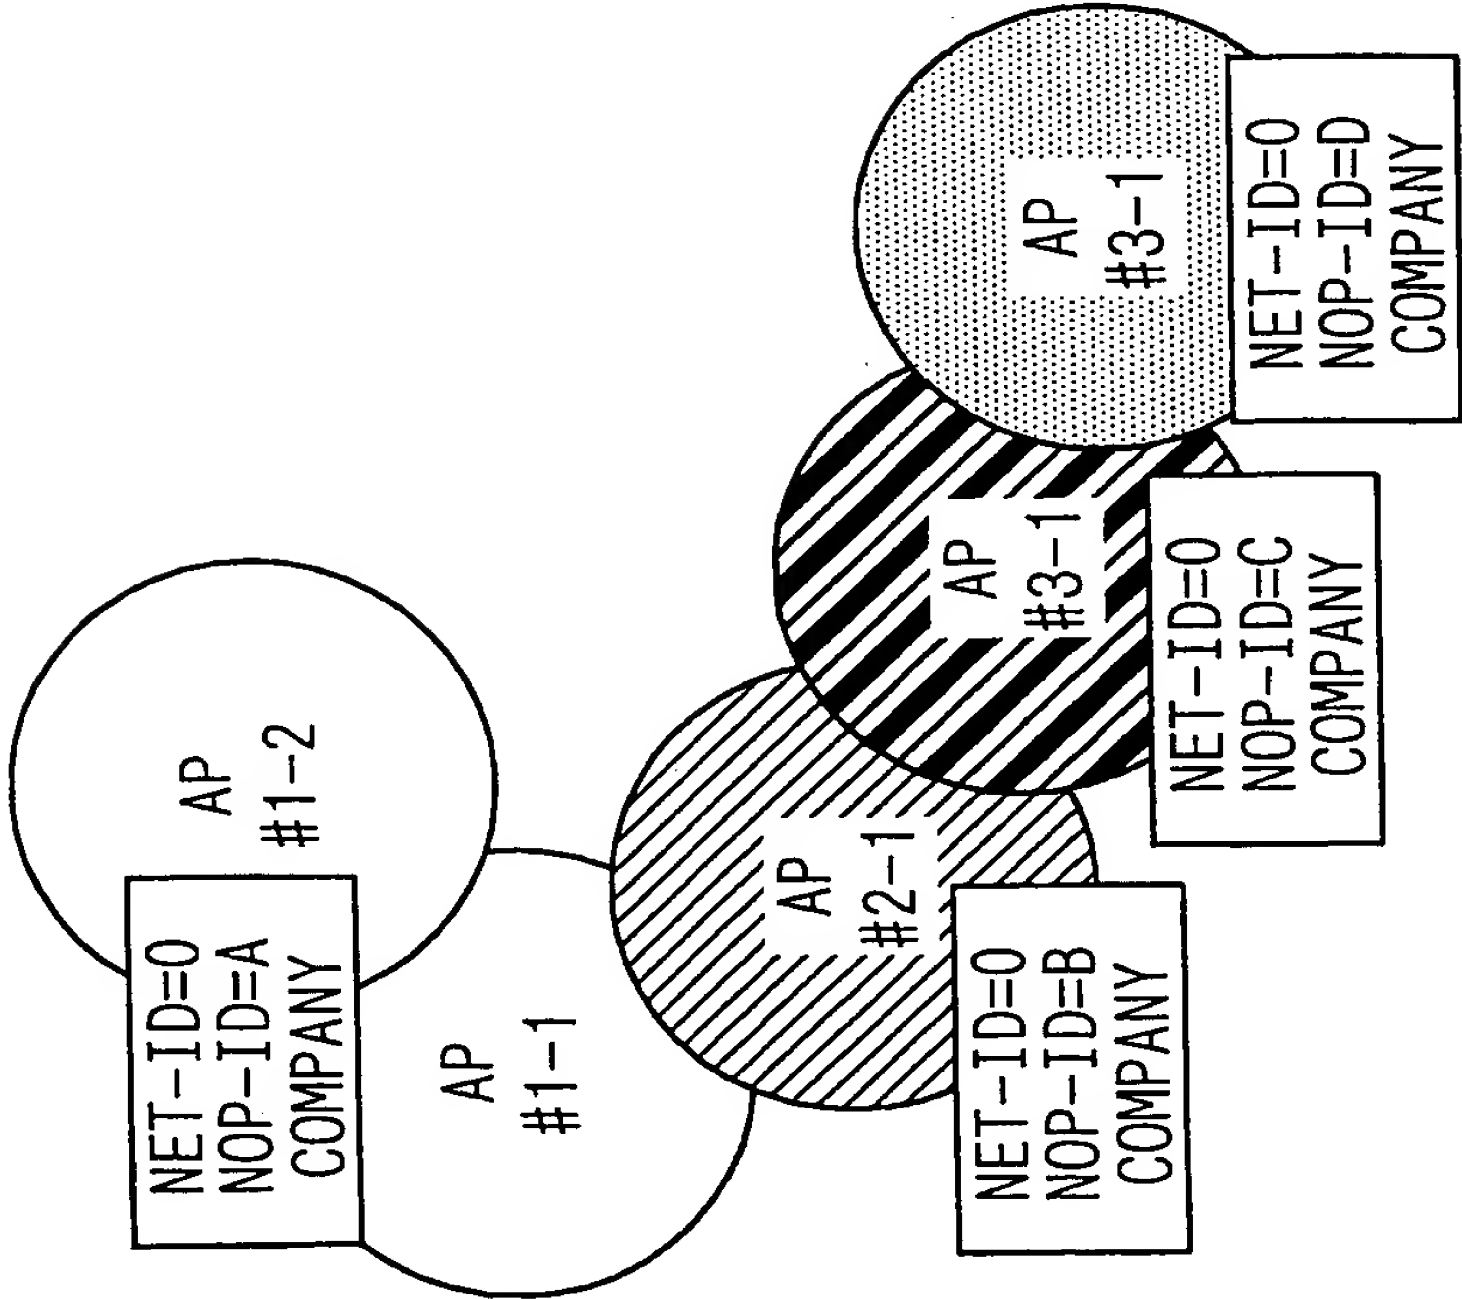 AP
#1-2
NET-ID=0
NOP-ID=A
COMPANY
AP
#1-1
AP
#2-1
NET-ID=0
NOP-ID=B
COMPANY
AP
#3-1
NET-ID=0
NOP-ID=C
COMPANY
AP
#3-1
NET-ID=0
NOP-ID=D
COMPANY